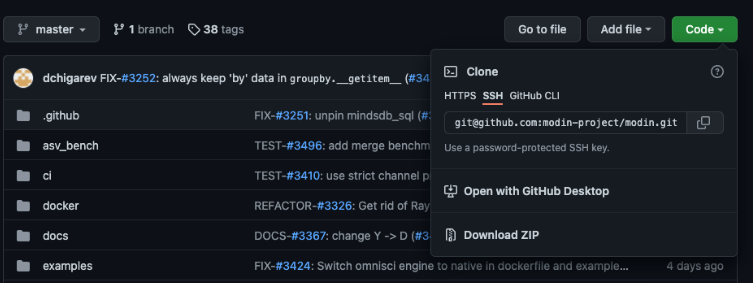 master 1 branch 38 tags Go to file Add file Code
dchigarev FIX-#3252: always keep 'by' data in groupby.__getitem__ (#34
Clone
HTTPS SSH GitHub CLI
.github FIX-#3251: unpin mindsdb_sql (#3
git@github.com:modin-project/modin.git
asv_bench TEST-#3496: add merge benchm
Use a password-protected SSH key.
ci TEST-#3410: use strict channel p
Open with GitHub Desktop
docker REFACTOR-#3326: Get rid of Ray
docs DOCS-#3367: change Y -> D (#34
Download ZIP
examples FIX-#3424: Switch omnisci engine to native in dockerfile and example... 4 days ago